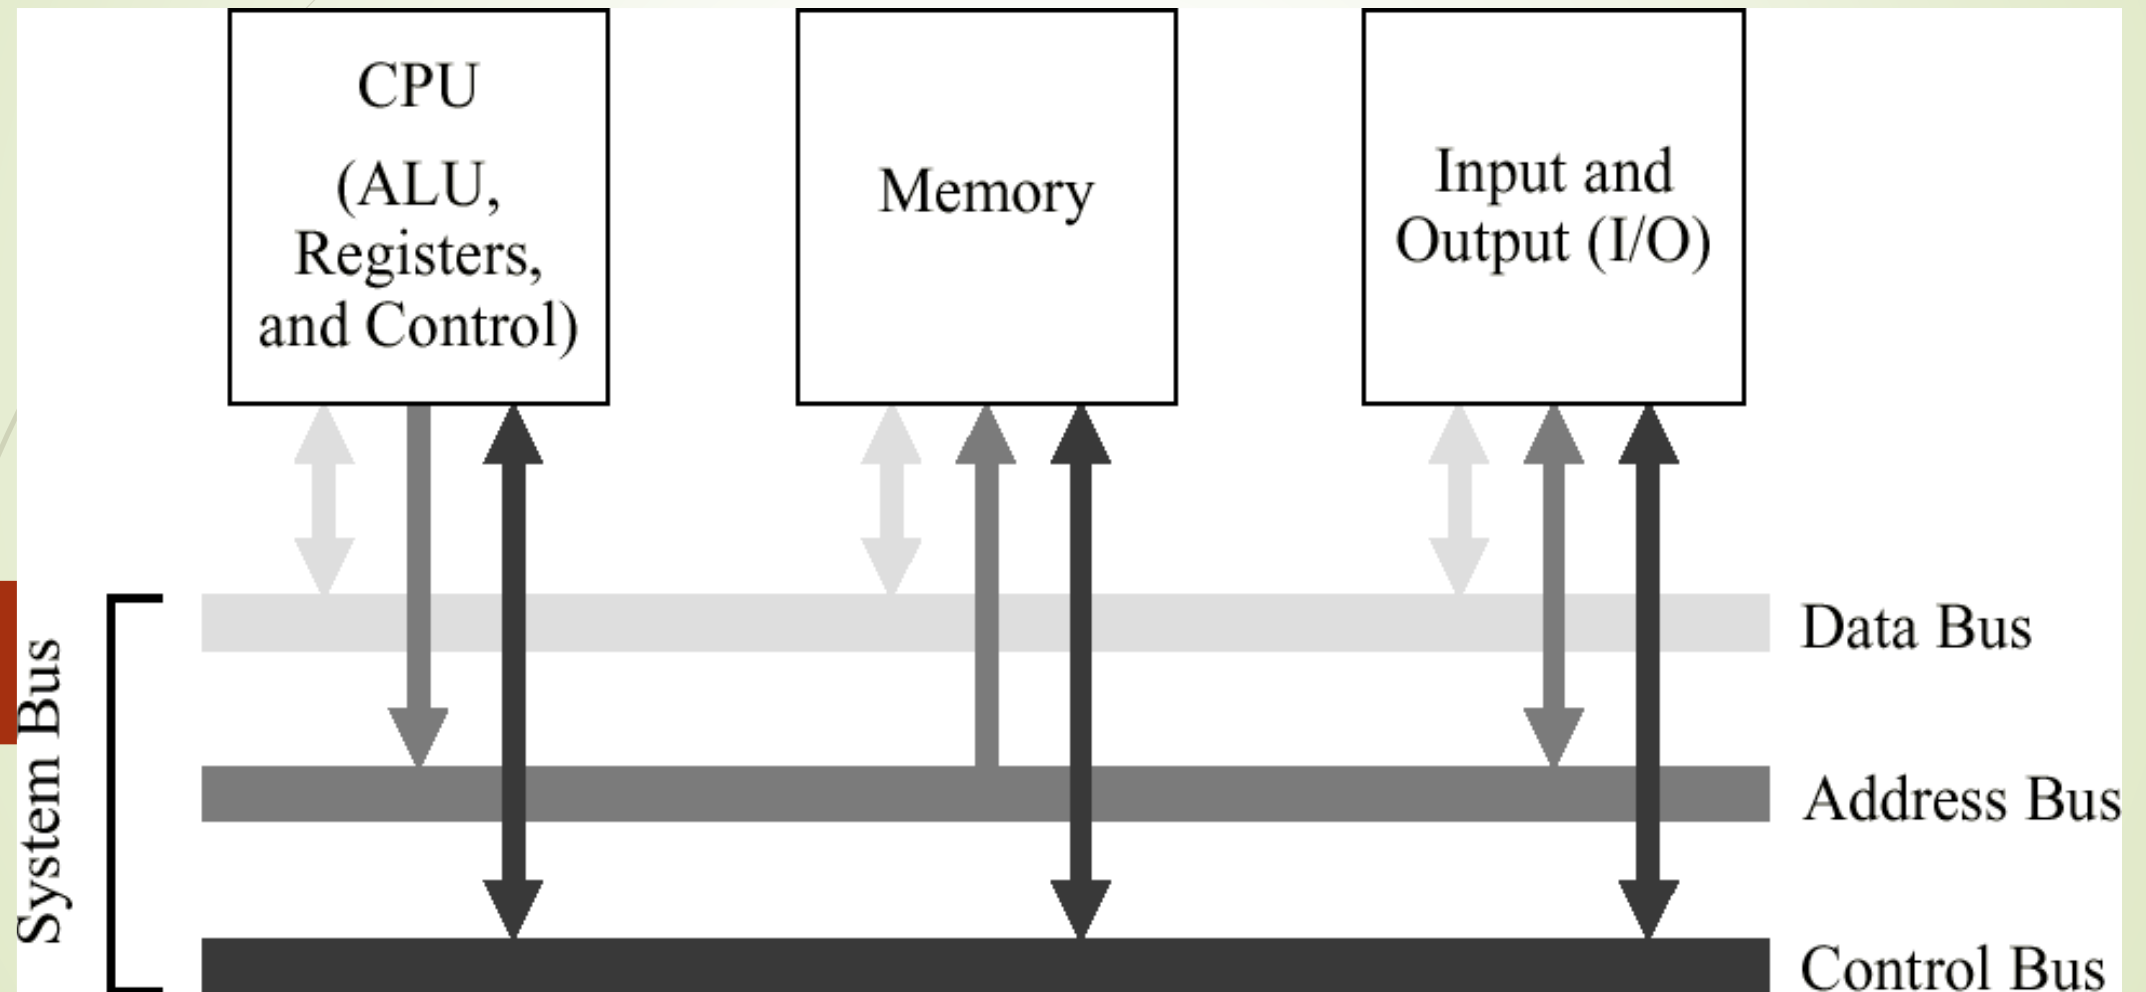 CPU
(ALU,
Registers,
and Control)
Memory
Input and
Output (I/O)
System Bus
Data Bus
Address Bus
Control Bus